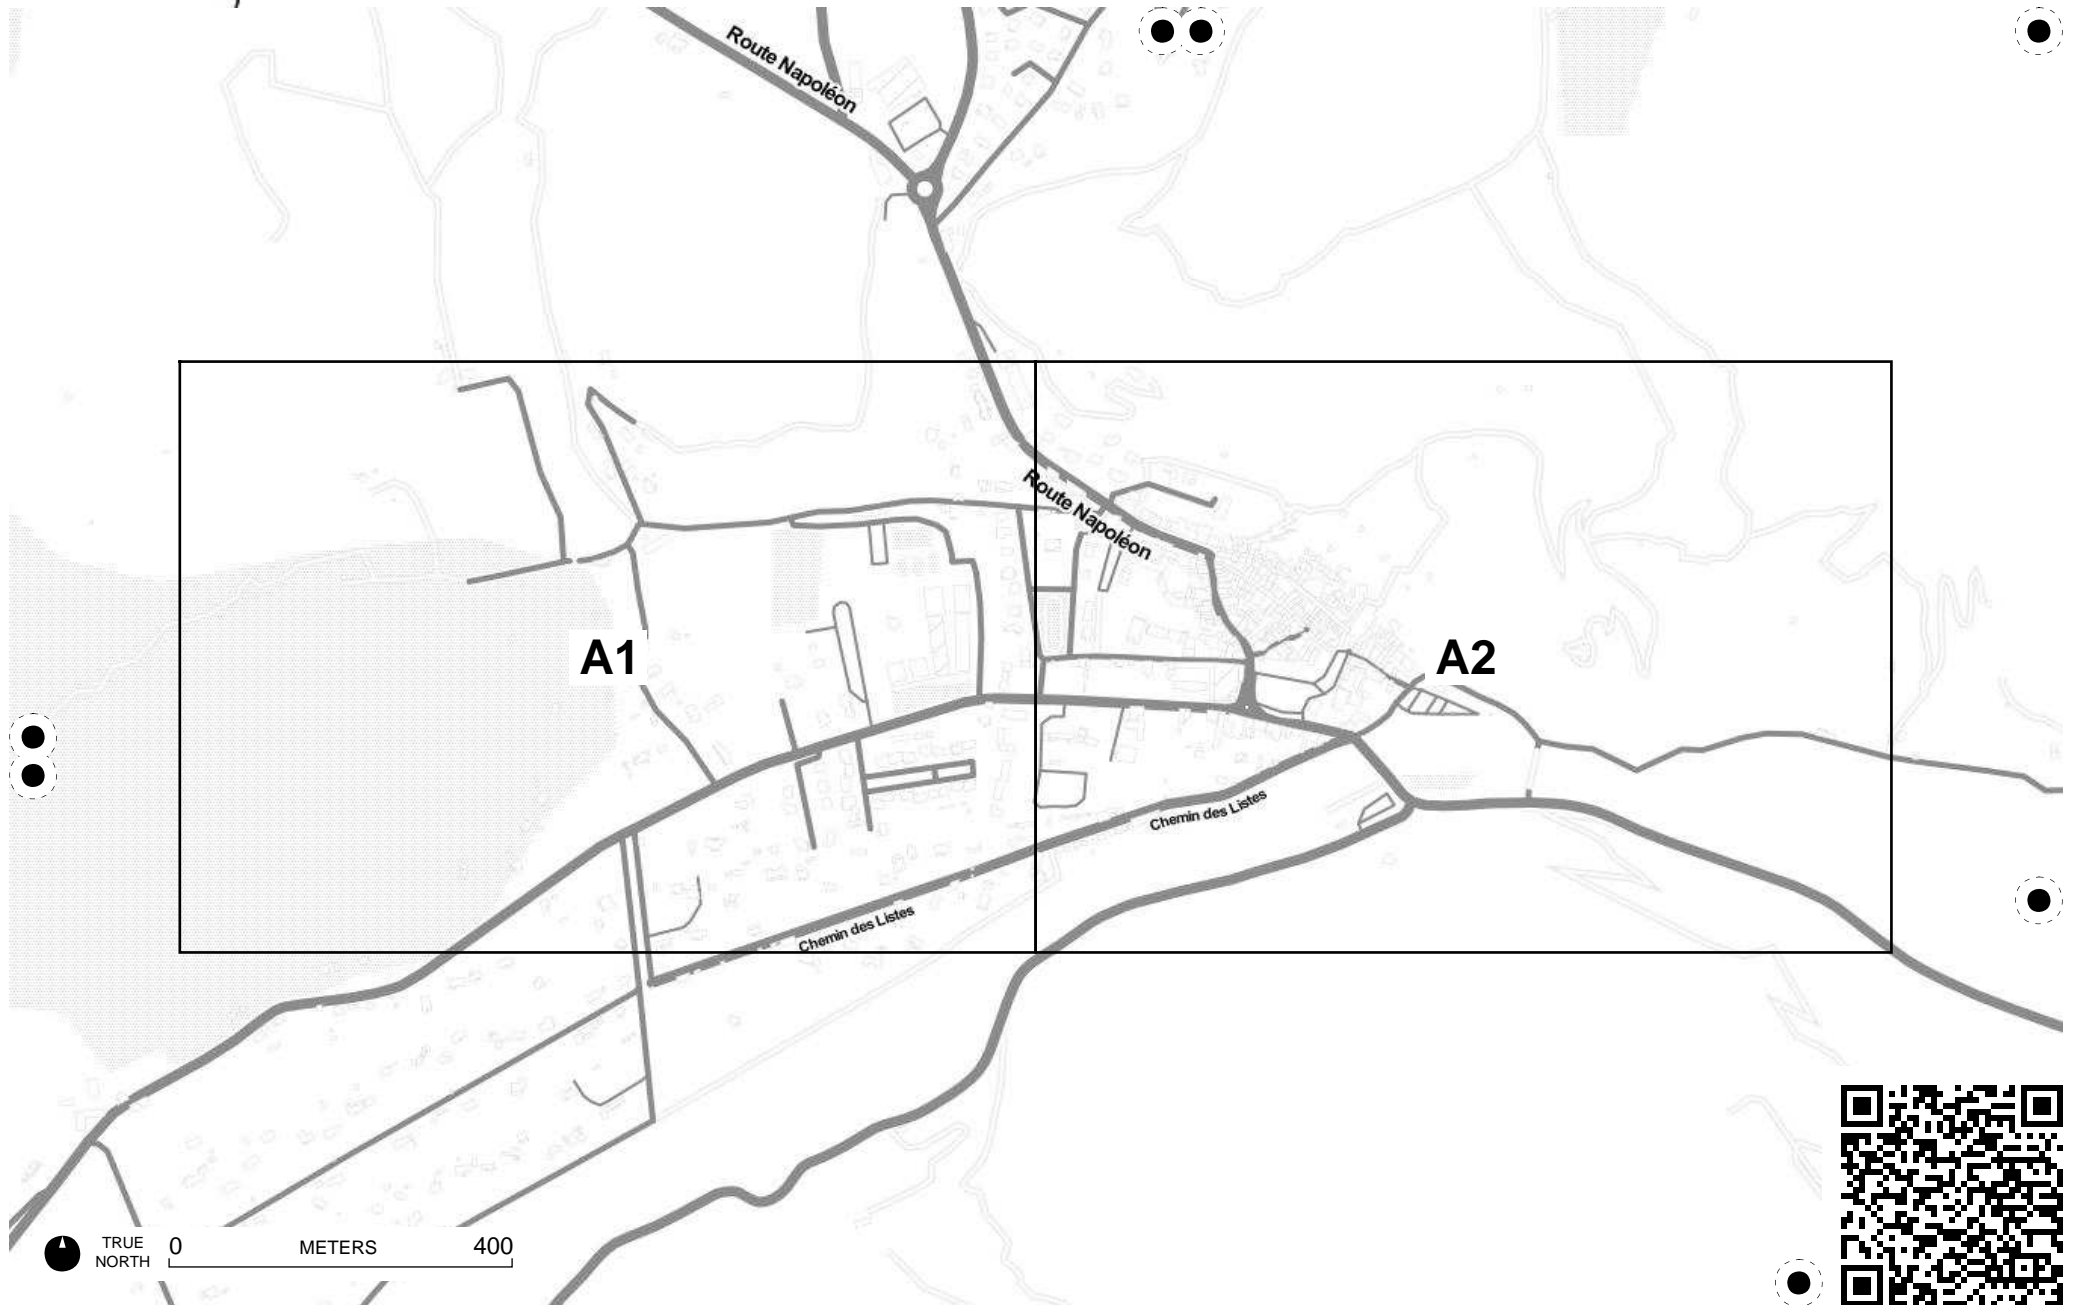 Route Napoléon
Route Napoléon
A1
A2
Chemin des Listes
Chemin des Listes
TRUE
NORTH
0
METERS
400